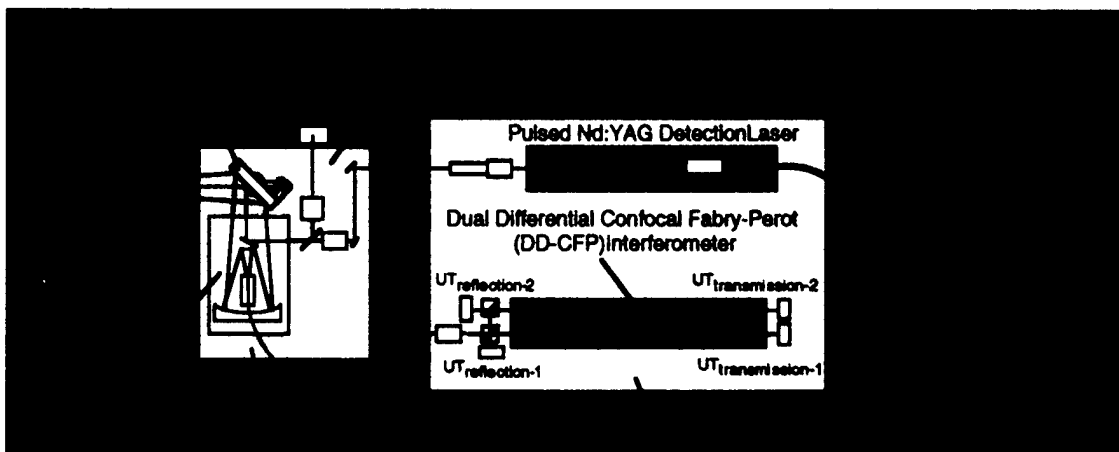 Pulsed Nd:YAG DetectionLaser
Dual Differential Confocal Fabry-Perot
(DD-CFP)Interferometer
UTreflection-2
UTtransmission-2
UTreflection-1
UTtransmission-1